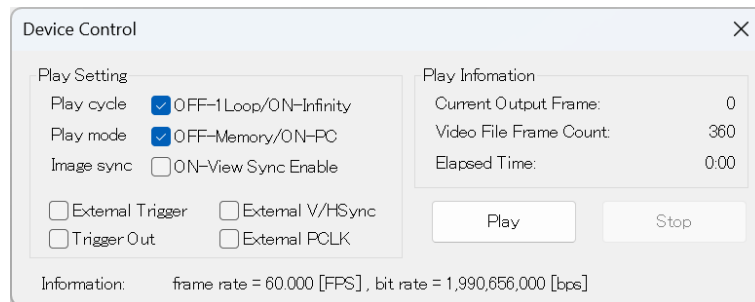 Device Control
Play Setting
Play cycle OFF-1Loop/ON-Infinity
Play mode OFF-Memory/ON-PC
Image sync ON-View Sync Enable
External Trigger External V/HSync
Trigger Out External PCLK
Play Infomation
Current Output Frame: 0
Video File Frame Count: 360
Elapsed Time: 0:00
Play Stop
Information: frame rate = 60.000 [FPS] , bit rate = 1,990,656,000 [bps]